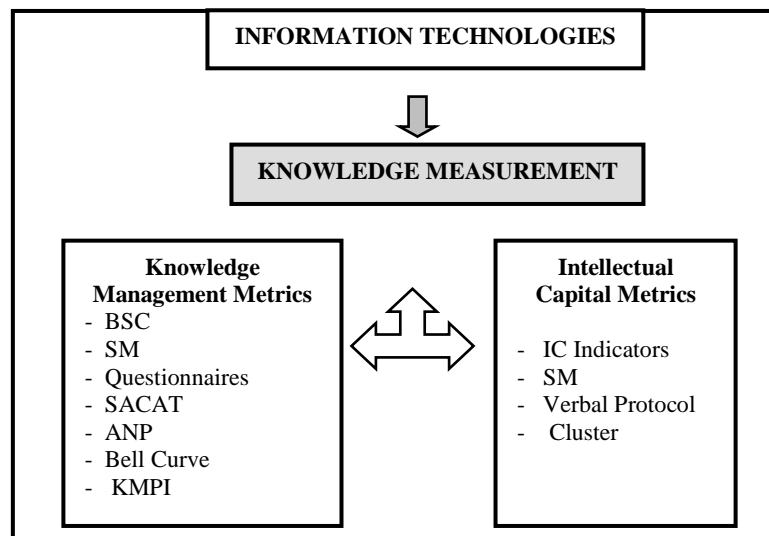 INFORMATION TECHNOLOGIES
KNOWLEDGE MEASUREMENT
Knowledge
Management Metrics
- BSC
- SM
- Questionnaires
- SACAT
- ANP
- Bell Curve
- KMPI
Intellectual
Capital Metrics
- IC Indicators
- SM
- Verbal Protocol
- Cluster